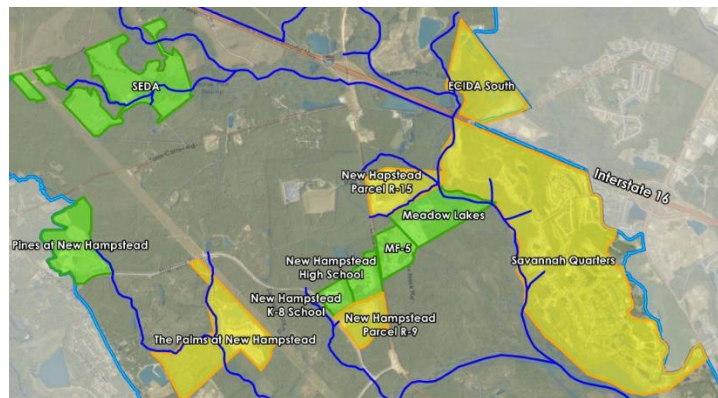 SEDA
ECIDA South
Interstate 16
New Hapstead
Parcel R-15
Meadow Lakes
Pines at New Hampstead
MF-5
New Hampstead
High School
Savannah Quarters
New Hampstead
K-8 School
New Hampstead
Parcel R-9
The Palms at New Hampstead